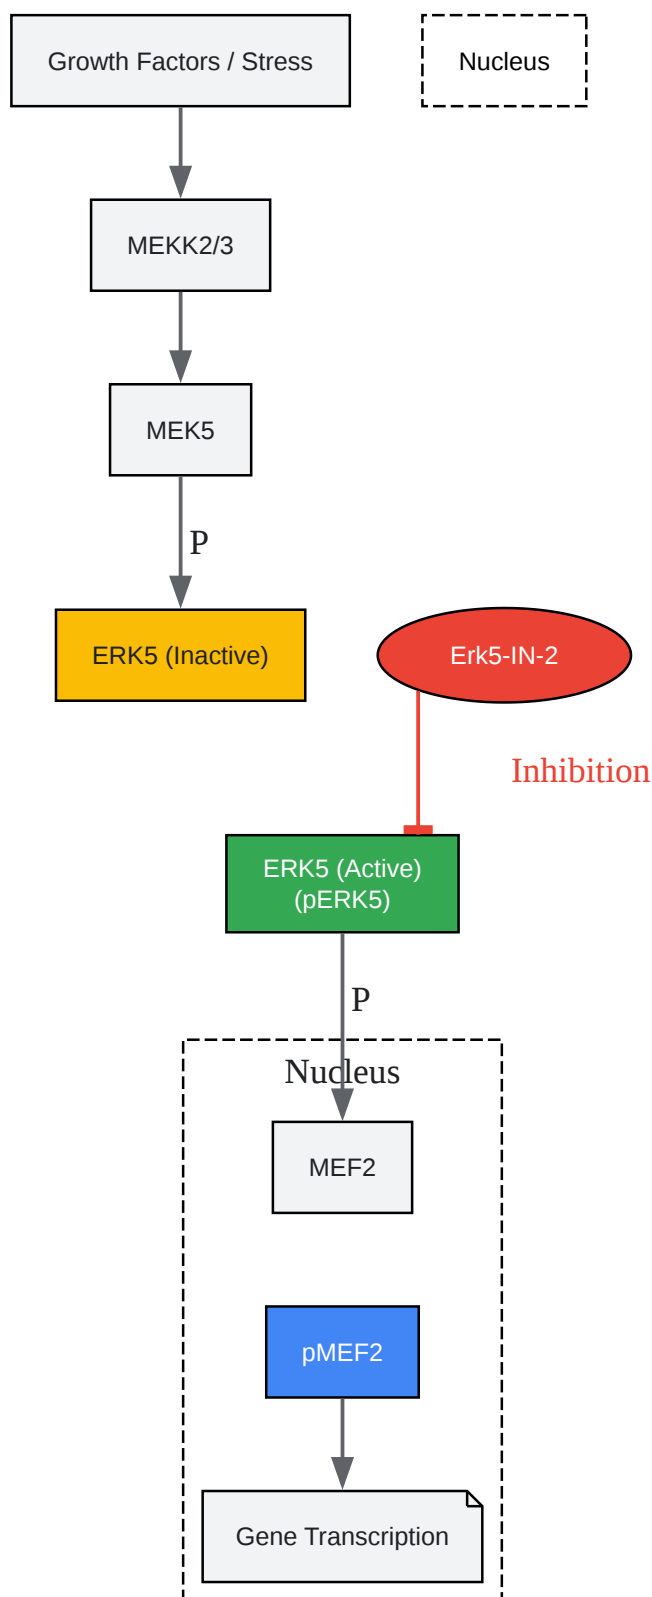 Growth Factors / Stress
Nucleus
MEKK2/3
MEK5
P
ERK5 (Inactive)
Erk5-IN-2
Inhibition
ERK5 (Active)
(pERK5)
P
Nucleus
MEF2
pMEF2
Gene Transcription